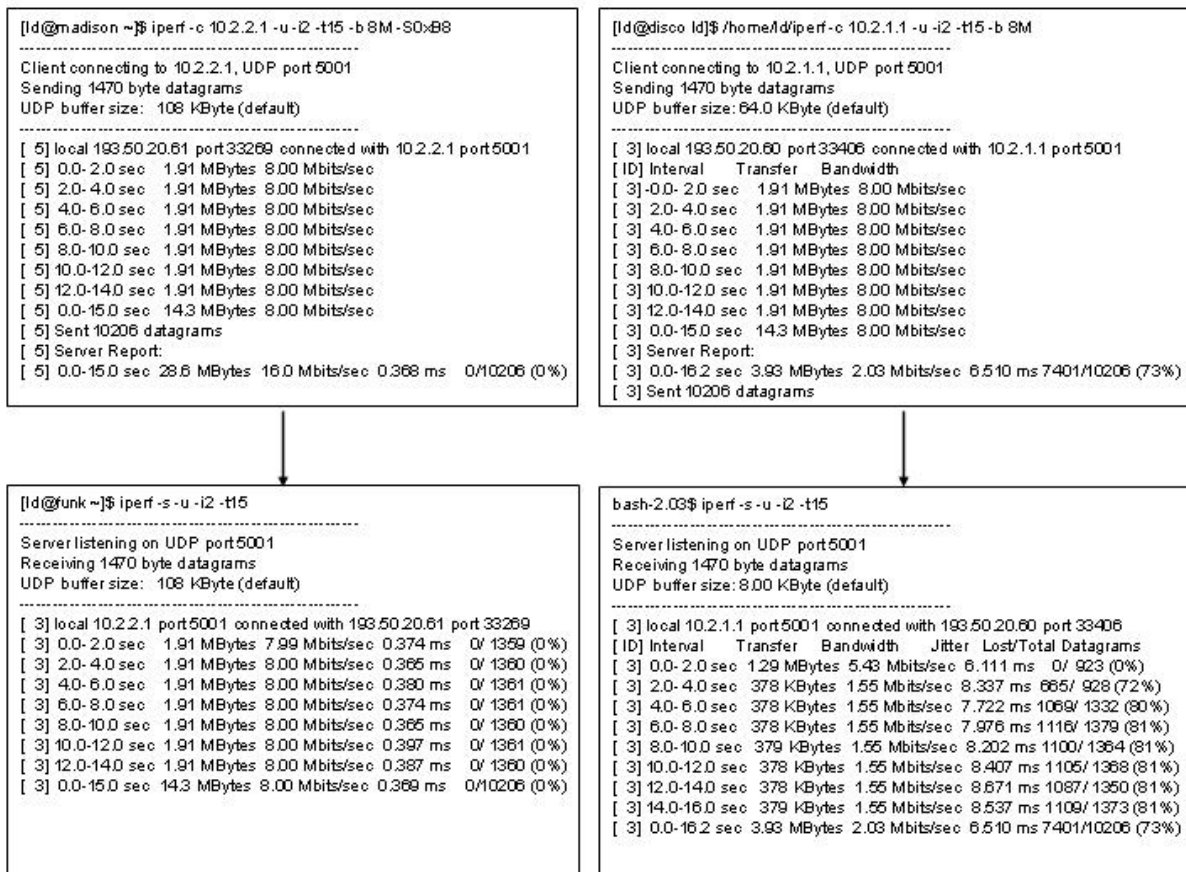 [ld@madison ~]$ iperf -c 10.2.2.1 -u -i2 -t15 -b 8M -S0xB8
------------------------------------------------------------
Client connecting to 10.2.2.1, UDP port 5001
Sending 1470 byte datagrams
UDP buffer size: 108 KByte (default)
------------------------------------------------------------
[ 5] local 193.50.20.61 port 33269 connected with 10.2.2.1 port 5001
[ 5] 0.0- 2.0 sec 1.91 MBytes 8.00 Mbits/sec
[ 5] 2.0- 4.0 sec 1.91 MBytes 8.00 Mbits/sec
[ 5] 4.0- 6.0 sec 1.91 MBytes 8.00 Mbits/sec
[ 5] 6.0- 8.0 sec 1.91 MBytes 8.00 Mbits/sec
[ 5] 8.0-10.0 sec 1.91 MBytes 8.00 Mbits/sec
[ 5] 10.0-12.0 sec 1.91 MBytes 8.00 Mbits/sec
[ 5] 12.0-14.0 sec 1.91 MBytes 8.00 Mbits/sec
[ 5] 0.0-15.0 sec 14.3 MBytes 8.00 Mbits/sec
[ 5] Sent 10206 datagrams
[ 5] Server Report:
[ 5] 0.0-15.0 sec 28.6 MBytes 16.0 Mbits/sec 0.368 ms 0/10206 (0%)
[ld@disco ld]$ /home/ld/iperf -c 10.2.1.1 -u -i2 -t15 -b 8M
------------------------------------------------------------
Client connecting to 10.2.1.1, UDP port 5001
Sending 1470 byte datagrams
UDP buffer size: 64.0 KByte (default)
------------------------------------------------------------
[ 3] local 193.50.20.60 port 33406 connected with 10.2.1.1 port 5001
[ ID] Interval Transfer Bandwidth
[ 3] -0.0- 2.0 sec 1.91 MBytes 8.00 Mbits/sec
[ 3] 2.0- 4.0 sec 1.91 MBytes 8.00 Mbits/sec
[ 3] 4.0- 6.0 sec 1.91 MBytes 8.00 Mbits/sec
[ 3] 6.0- 8.0 sec 1.91 MBytes 8.00 Mbits/sec
[ 3] 8.0-10.0 sec 1.91 MBytes 8.00 Mbits/sec
[ 3] 10.0-12.0 sec 1.91 MBytes 8.00 Mbits/sec
[ 3] 12.0-14.0 sec 1.91 MBytes 8.00 Mbits/sec
[ 3] 0.0-15.0 sec 14.3 MBytes 8.00 Mbits/sec
[ 3] Server Report:
[ 3] 0.0-16.2 sec 3.93 MBytes 2.03 Mbits/sec 6.510 ms 7401/10206 (73%)
[ 3] Sent 10206 datagrams
[ld@funk ~]$ iperf -s -u -i2 -t15
------------------------------------------------------------
Server listening on UDP port 5001
Receiving 1470 byte datagrams
UDP buffer size: 108 KByte (default)
------------------------------------------------------------
[ 3] local 10.2.2.1 port 5001 connected with 193.50.20.61 port 33269
[ 3] 0.0- 2.0 sec 1.91 MBytes 7.99 Mbits/sec 0.374 ms 0/ 1359 (0%)
[ 3] 2.0- 4.0 sec 1.91 MBytes 8.00 Mbits/sec 0.365 ms 0/ 1360 (0%)
[ 3] 4.0- 6.0 sec 1.91 MBytes 8.00 Mbits/sec 0.380 ms 0/ 1361 (0%)
[ 3] 6.0- 8.0 sec 1.91 MBytes 8.00 Mbits/sec 0.374 ms 0/ 1361 (0%)
[ 3] 8.0-10.0 sec 1.91 MBytes 8.00 Mbits/sec 0.365 ms 0/ 1360 (0%)
[ 3] 10.0-12.0 sec 1.91 MBytes 8.00 Mbits/sec 0.397 ms 0/ 1361 (0%)
[ 3] 12.0-14.0 sec 1.91 MBytes 8.00 Mbits/sec 0.387 ms 0/ 1360 (0%)
[ 3] 0.0-15.0 sec 14.3 MBytes 8.00 Mbits/sec 0.369 ms 0/10206 (0%)
bash-2.03$ iperf -s -u -i2 -t15
------------------------------------------------------------
Server listening on UDP port 5001
Receiving 1470 byte datagrams
UDP buffer size: 8.00 KByte (default)
------------------------------------------------------------
[ 3] local 10.2.1.1 port 5001 connected with 193.50.20.60 port 33406
[ ID] Interval Transfer Bandwidth Jitter Lost/Total Datagrams
[ 3] 0.0- 2.0 sec 1.29 MBytes 5.43 Mbits/sec 6.111 ms 0/ 923 (0%)
[ 3] 2.0- 4.0 sec 378 KBytes 1.55 Mbits/sec 8.337 ms 665/ 928 (72%)
[ 3] 4.0- 6.0 sec 378 KBytes 1.55 Mbits/sec 7.722 ms 1069/ 1332 (80%)
[ 3] 6.0- 8.0 sec 378 KBytes 1.55 Mbits/sec 7.976 ms 1116/ 1379 (81%)
[ 3] 8.0-10.0 sec 379 KBytes 1.55 Mbits/sec 8.202 ms 1100/ 1364 (81%)
[ 3] 10.0-12.0 sec 378 KBytes 1.55 Mbits/sec 8.407 ms 1105/ 1368 (81%)
[ 3] 12.0-14.0 sec 378 KBytes 1.55 Mbits/sec 8.671 ms 1087/ 1350 (81%)
[ 3] 14.0-16.0 sec 379 KBytes 1.55 Mbits/sec 8.537 ms 1109/ 1373 (81%)
[ 3] 0.0-16.2 sec 3.93 MBytes 2.03 Mbits/sec 6.510 ms 7401/10206 (73%)